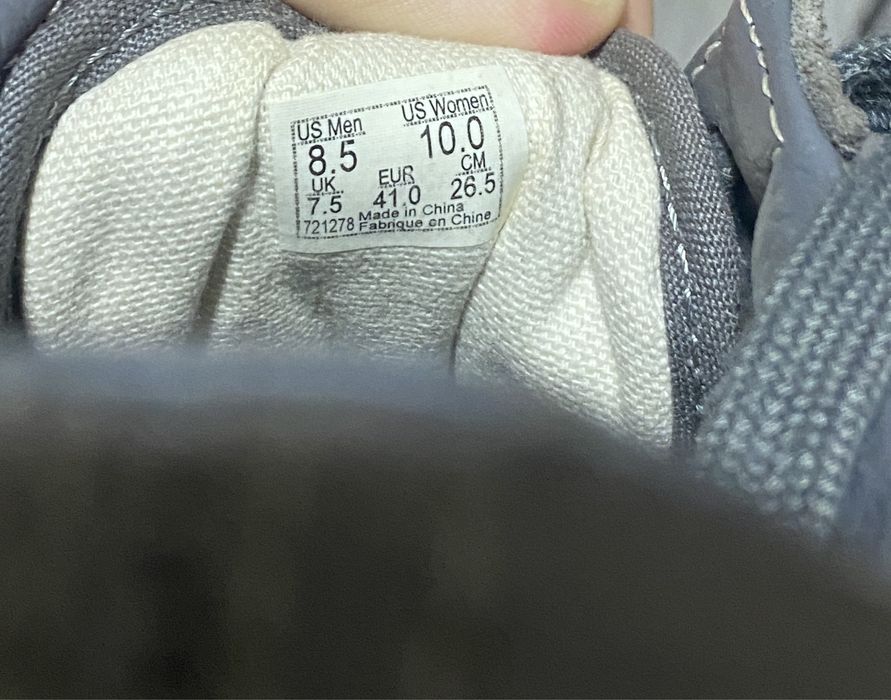 US Men US Women
8.5 10.0
UK EUR CM
7.5 41.0 26.5
721278 Made in China
Fabrique en Chine